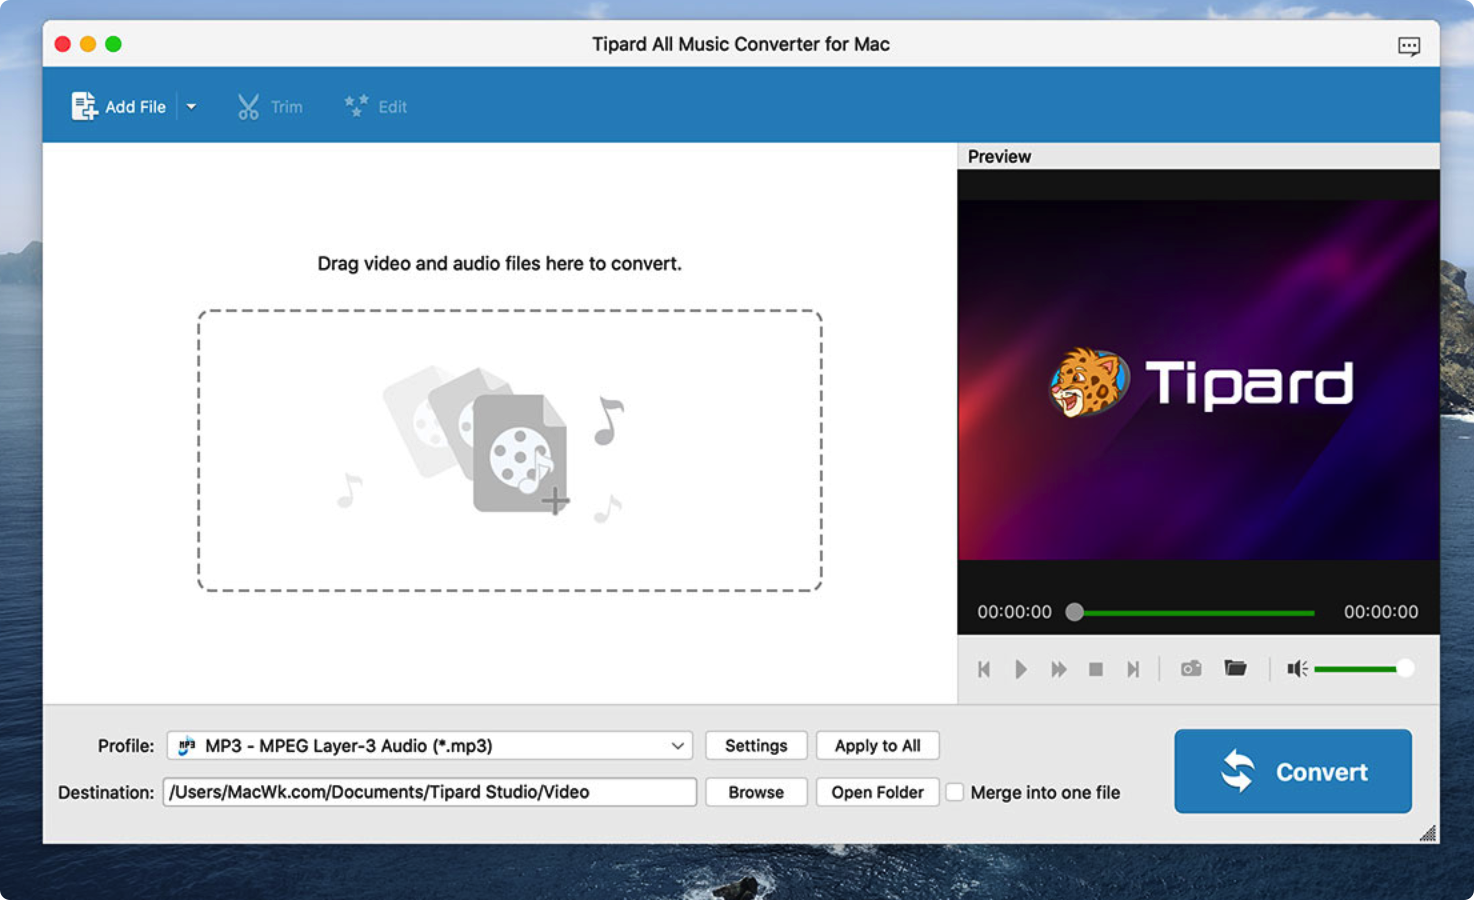 Tipard All Music Converter for Mac
Add File
Trim
Edit
Preview
Drag video and audio files here to convert.
Tipard
00:00:00
00:00:00
Profile:
MP3
MP3 - MPEG Layer-3 Audio (*.mp3)
Settings
Apply to All
Destination:
/Users/MacWk.com/Documents/Tipard Studio/Video
Browse
Open Folder
Merge into one file
Convert